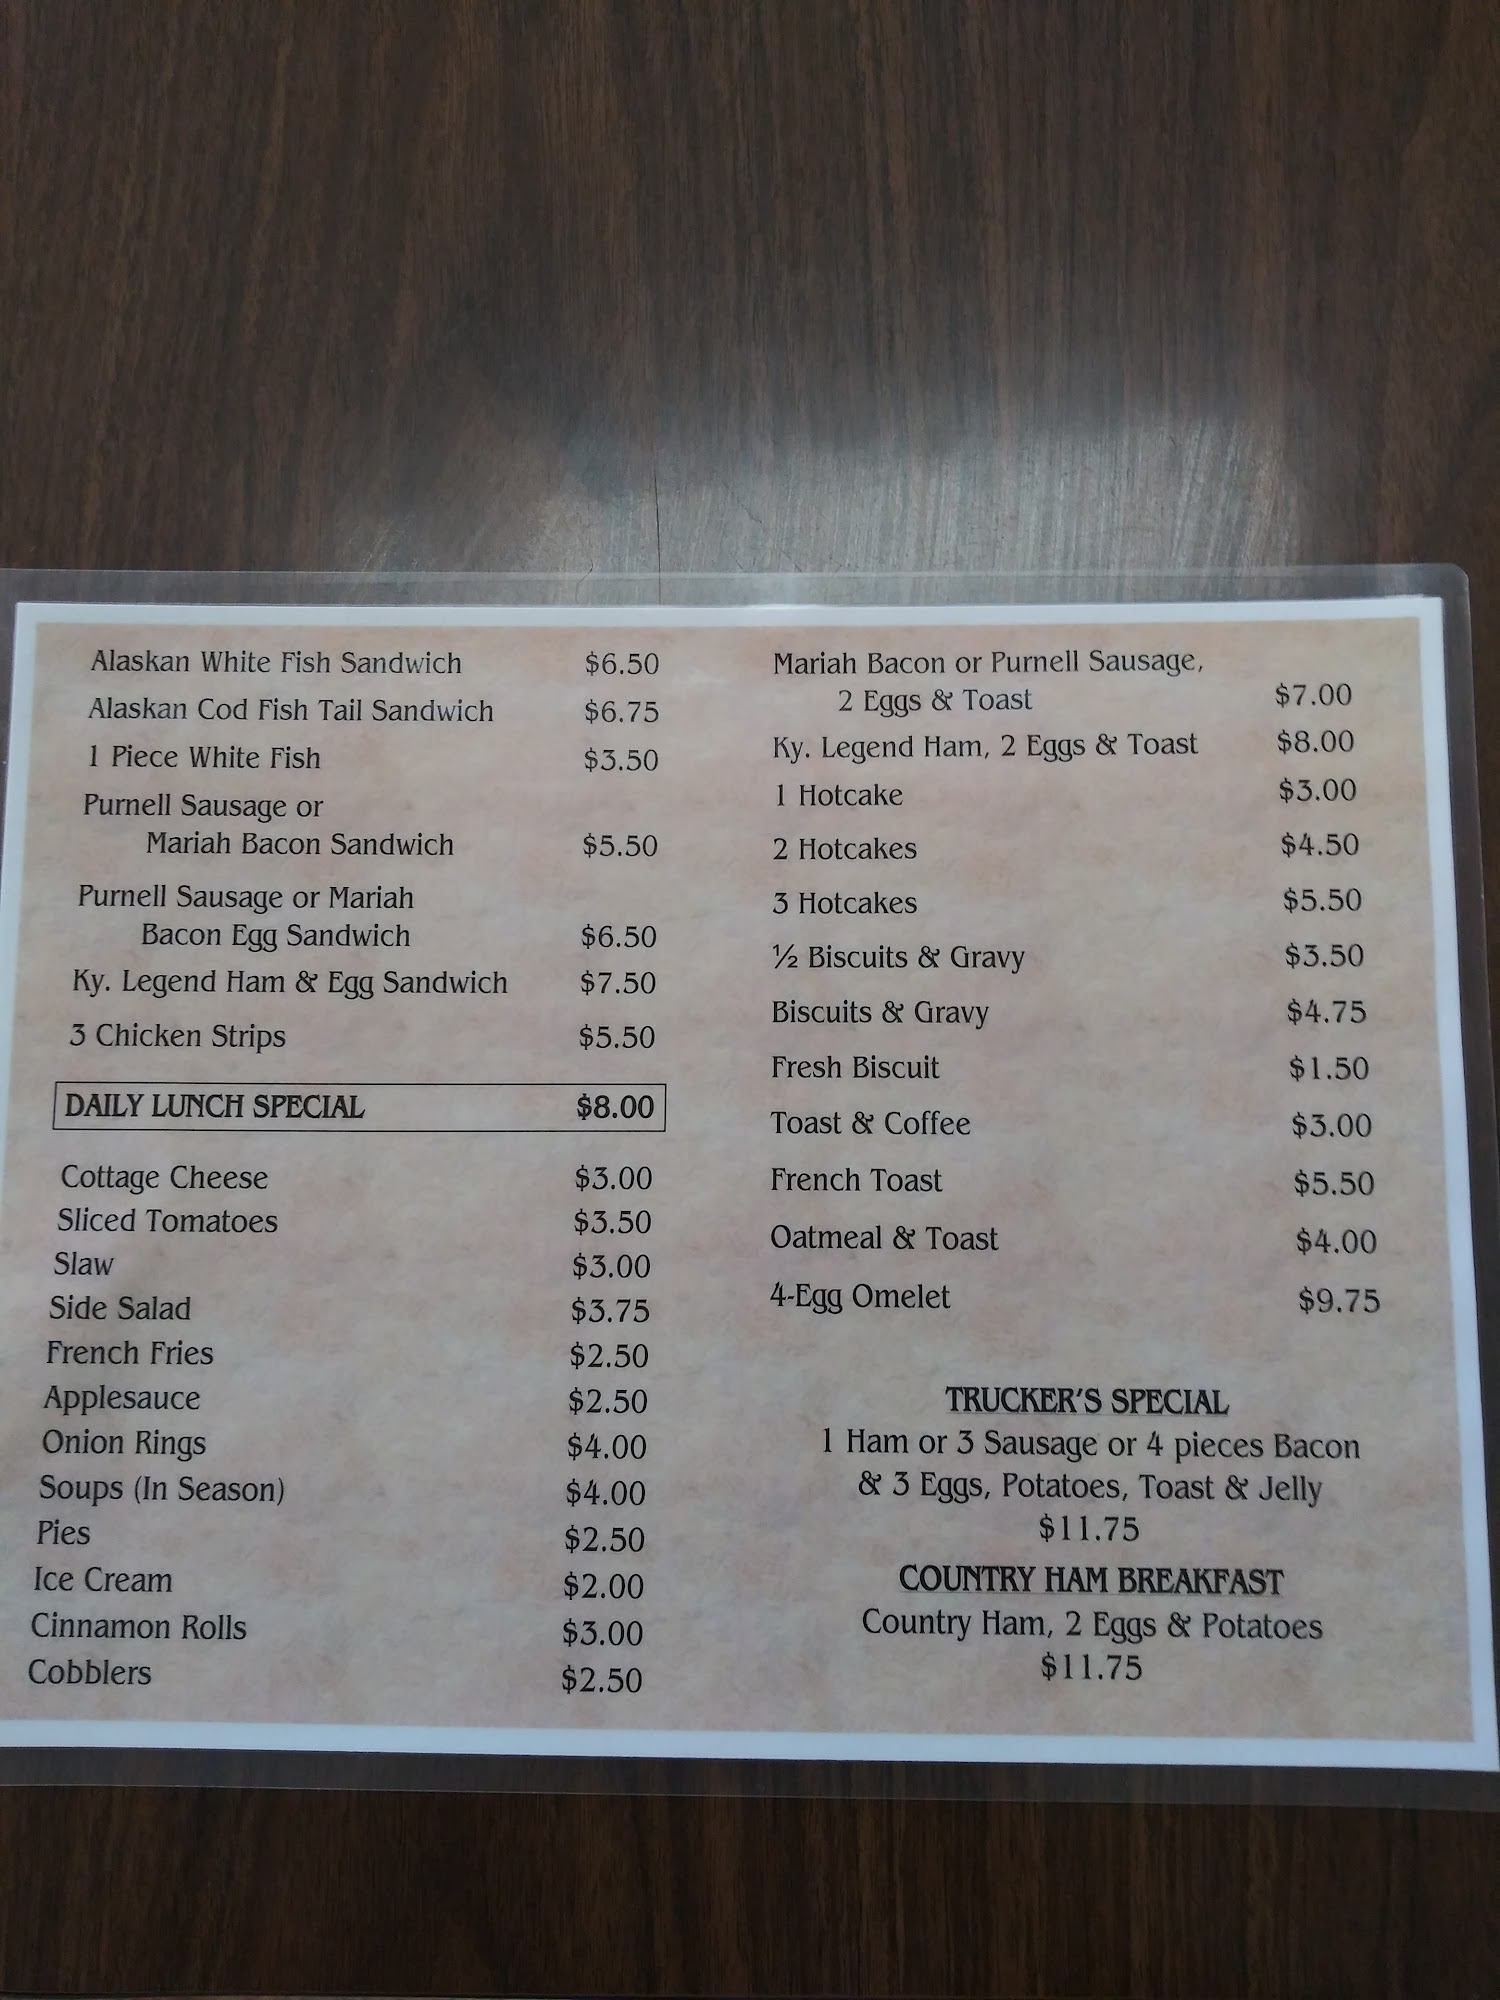 Alaskan White Fish Sandwich $6.50
Alaskan Cod Fish Tail Sandwich $6.75
1 Piece White Fish $3.50
Purnell Sausage or
Mariah Bacon Sandwich $5.50
Purnell Sausage or Mariah
Bacon Egg Sandwich $6.50
Ky. Legend Ham & Egg Sandwich $7.50
3 Chicken Strips $5.50
DAILY LUNCH SPECIAL $8.00
Cottage Cheese $3.00
Sliced Tomatoes $3.50
Slaw $3.00
Side Salad $3.75
French Fries $2.50
Applesauce $2.50
Onion Rings $4.00
Soups (In Season) $4.00
Pies $2.50
Ice Cream $2.00
Cinnamon Rolls $3.00
Cobblers $2.50
Mariah Bacon or Purnell Sausage,
2 Eggs & Toast $7.00
Ky. Legend Ham, 2 Eggs & Toast $8.00
1 Hotcake $3.00
2 Hotcakes $4.50
3 Hotcakes $5.50
½ Biscuits & Gravy $3.50
Biscuits & Gravy $4.75
Fresh Biscuit $1.50
Toast & Coffee $3.00
French Toast $5.50
Oatmeal & Toast $4.00
4-Egg Omelet $9.75
TRUCKER'S SPECIAL
1 Ham or 3 Sausage or 4 pieces Bacon
& 3 Eggs, Potatoes, Toast & Jelly
$11.75
COUNTRY HAM BREAKFAST
Country Ham, 2 Eggs & Potatoes
$11.75